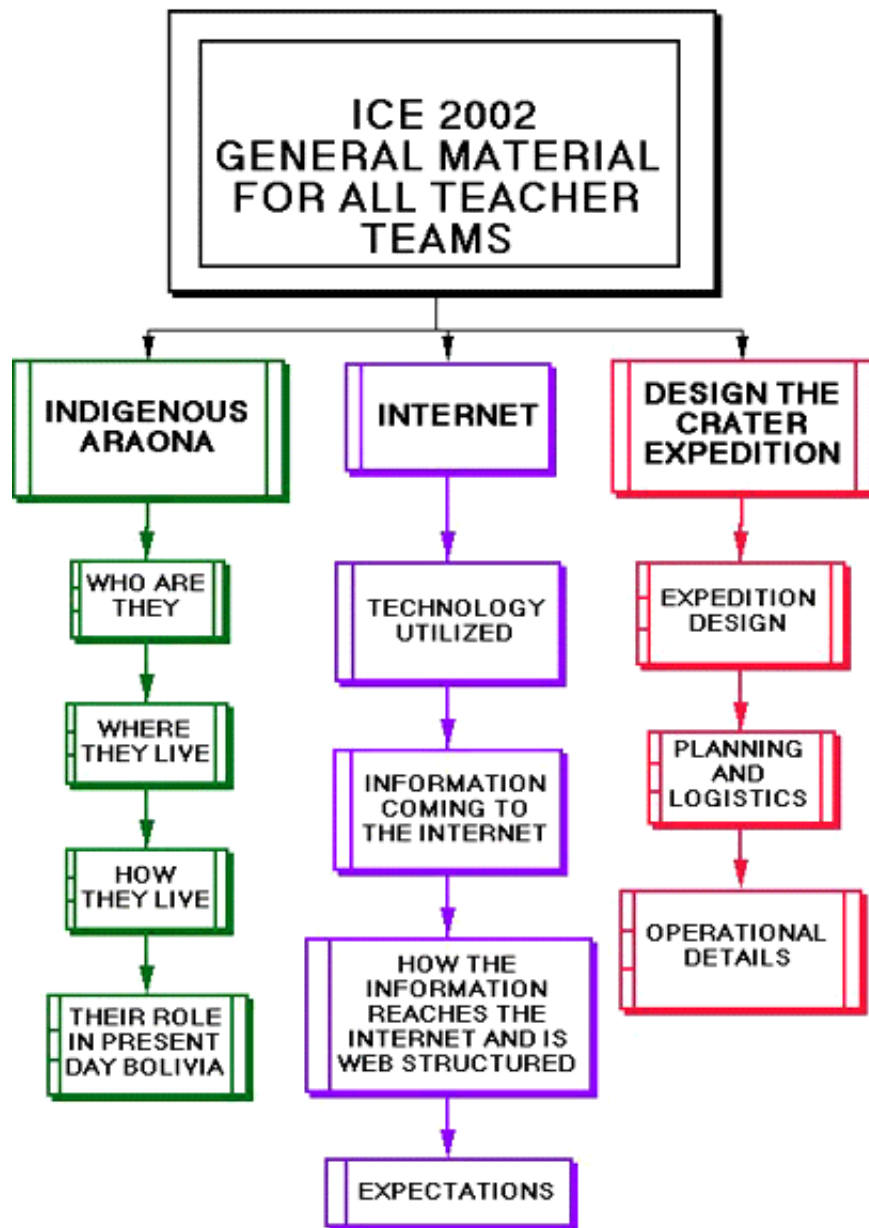 ICE 2002
GENERAL MATERIAL
FOR ALL TEACHER
TEAMS
INDIGENOUS
ARAONA
WHO ARE
THEY
WHERE
THEY LIVE
HOW
THEY LIVE
THEIR ROLE
IN PRESENT
DAY BOLIVIA
INTERNET
TECHNOLOGY
UTILIZED
INFORMATION
COMING TO
THE INTERNET
HOW THE
INFORMATION
REACHES THE
INTERNET AND IS
WEB STRUCTURED
EXPECTATIONS
DESIGN THE
CRATER
EXPEDITION
EXPEDITION
DESIGN
PLANNING
AND
LOGISTICS
OPERATIONAL
DETAILS